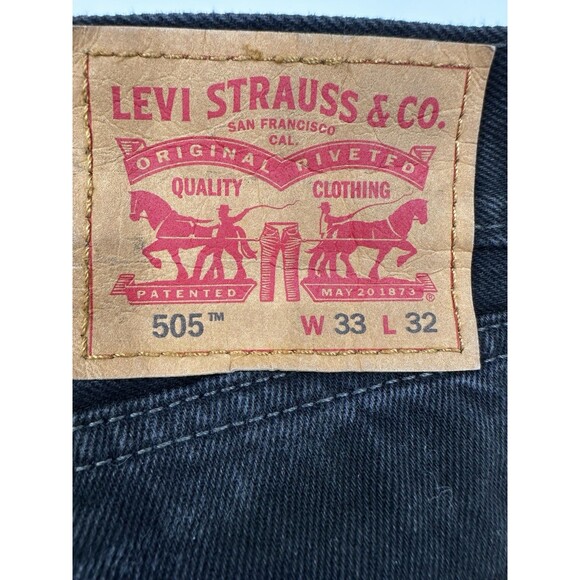 LEVI STRAUSS & CO.
SAN FRANCISCO
CAL.
ORIGINAL RIVETED
QUALITY CLOTHING
PATENTED MAY 20 1873 ®
505™ W 33 L 32